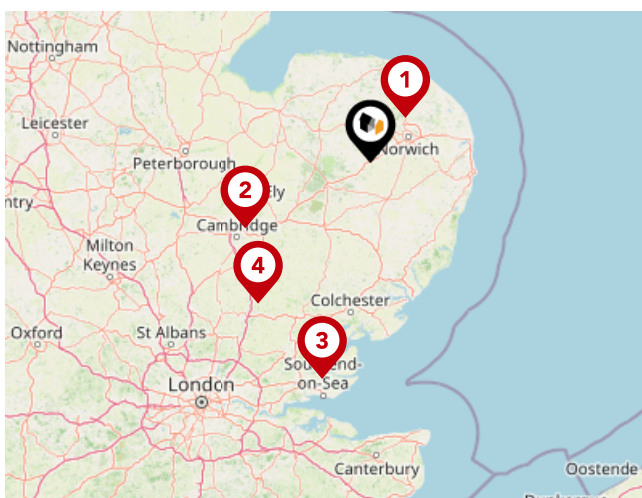 Nottingham
1
Leicester
Norwich
Peterborough
2
Ely
ntry
Cambridge
4
Milton
Keynes
Colchester
Oxford
St Albans
3
Southend-
on-Sea
London
Canterbury
Oostende